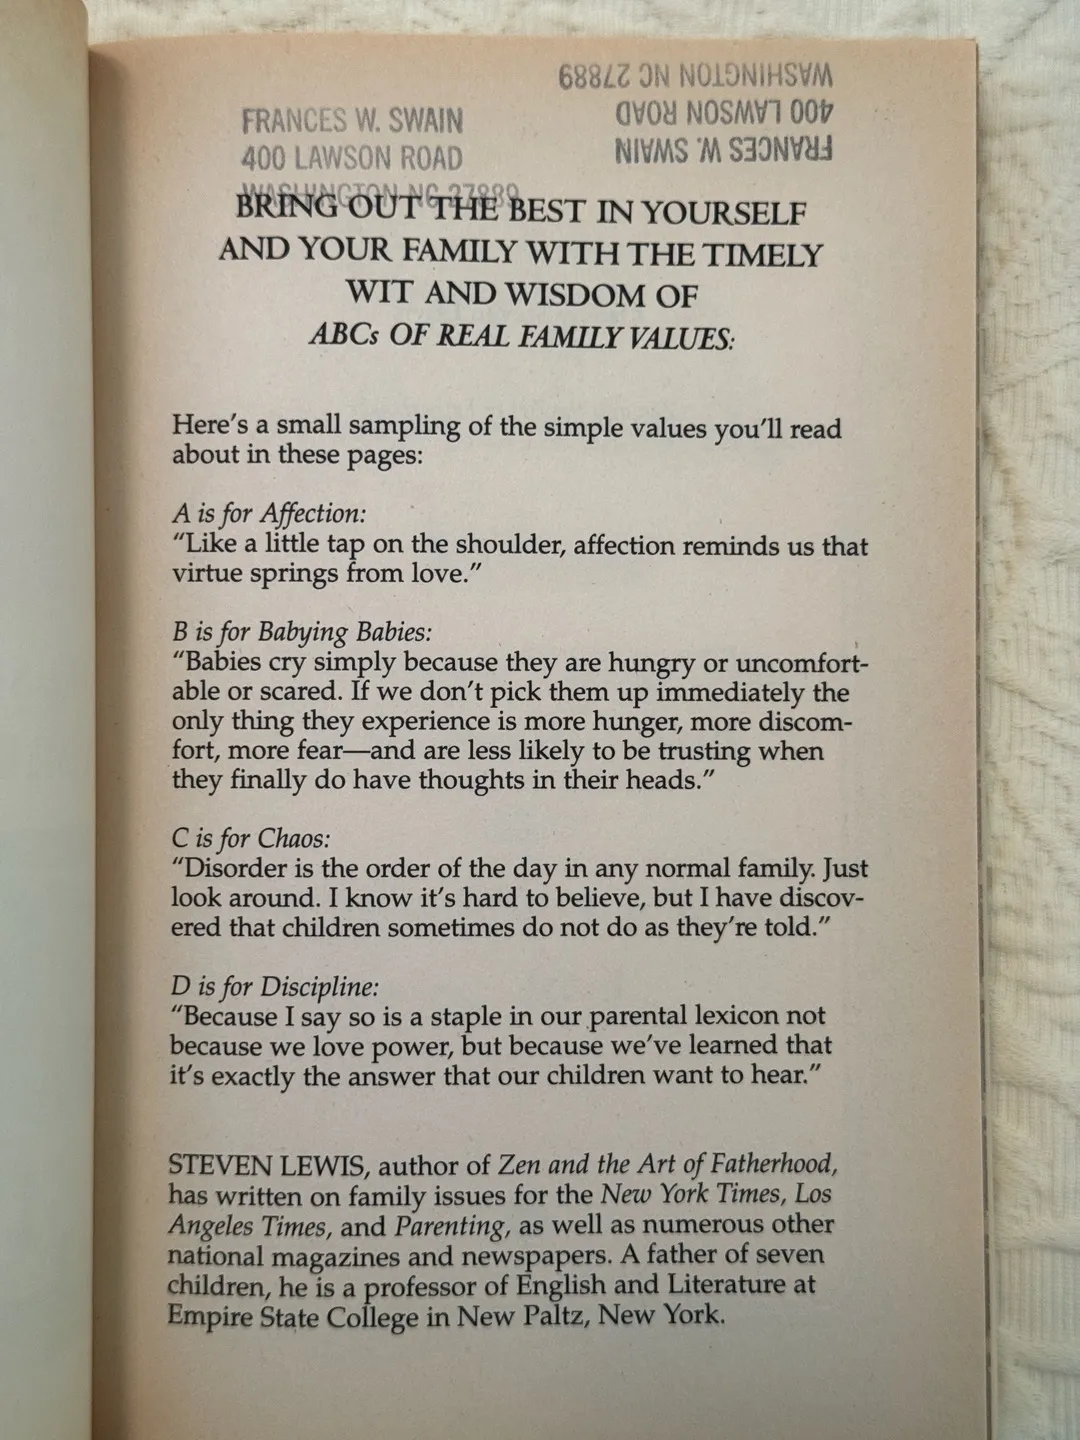 WASHINGTON NC 27889
400 LAWSON ROAD
FRANCES W. SWAIN
FRANCES W. SWAIN
400 LAWSON ROAD
WASHINGTON NC 27889
BRING OUT THE BEST IN YOURSELF
AND YOUR FAMILY WITH THE TIMELY
WIT AND WISDOM OF
ABCs OF REAL FAMILY VALUES:
Here's a small sampling of the simple values you'll read
about in these pages:
A is for Affection:
“Like a little tap on the shoulder, affection reminds us that
virtue springs from love.”
B is for Babying Babies:
“Babies cry simply because they are hungry or uncomfort-
able or scared. If we don't pick them up immediately the
only thing they experience is more hunger, more discom-
fort, more fear—and are less likely to be trusting when
they finally do have thoughts in their heads.”
C is for Chaos:
“Disorder is the order of the day in any normal family. Just
look around. I know it's hard to believe, but I have discov-
ered that children sometimes do not do as they're told.”
D is for Discipline:
“Because I say so is a staple in our parental lexicon not
because we love power, but because we've learned that
it's exactly the answer that our children want to hear.”
STEVEN LEWIS, author of Zen and the Art of Fatherhood,
has written on family issues for the New York Times, Los
Angeles Times, and Parenting, as well as numerous other
national magazines and newspapers. A father of seven
children, he is a professor of English and Literature at
Empire State College in New Paltz, New York.